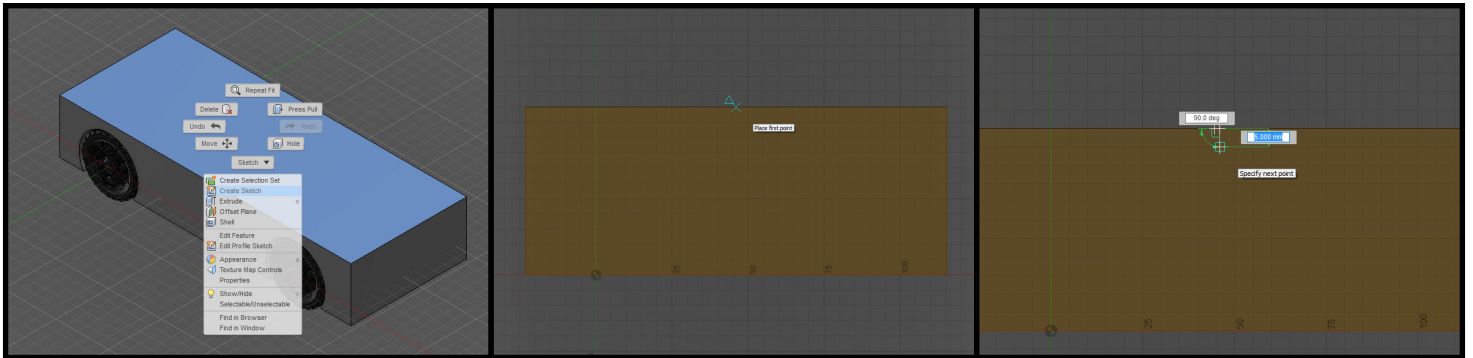 Repeat Fit
Delete
Press Pull
Undo
Redo
Move
Hole
Sketch
Create Selection Set
Create Sketch
Extrude
Offset Plane
Shell
Edit Feature
Edit Profile Sketch
Appearance
Texture Map Controls
Properties
Show/Hide
Selectable/Unselectable
Find in Browser
Find in Window
Place first point
25
50
75
100
90.0 deg
5.000 mm
Specify next point
25
50
75
100